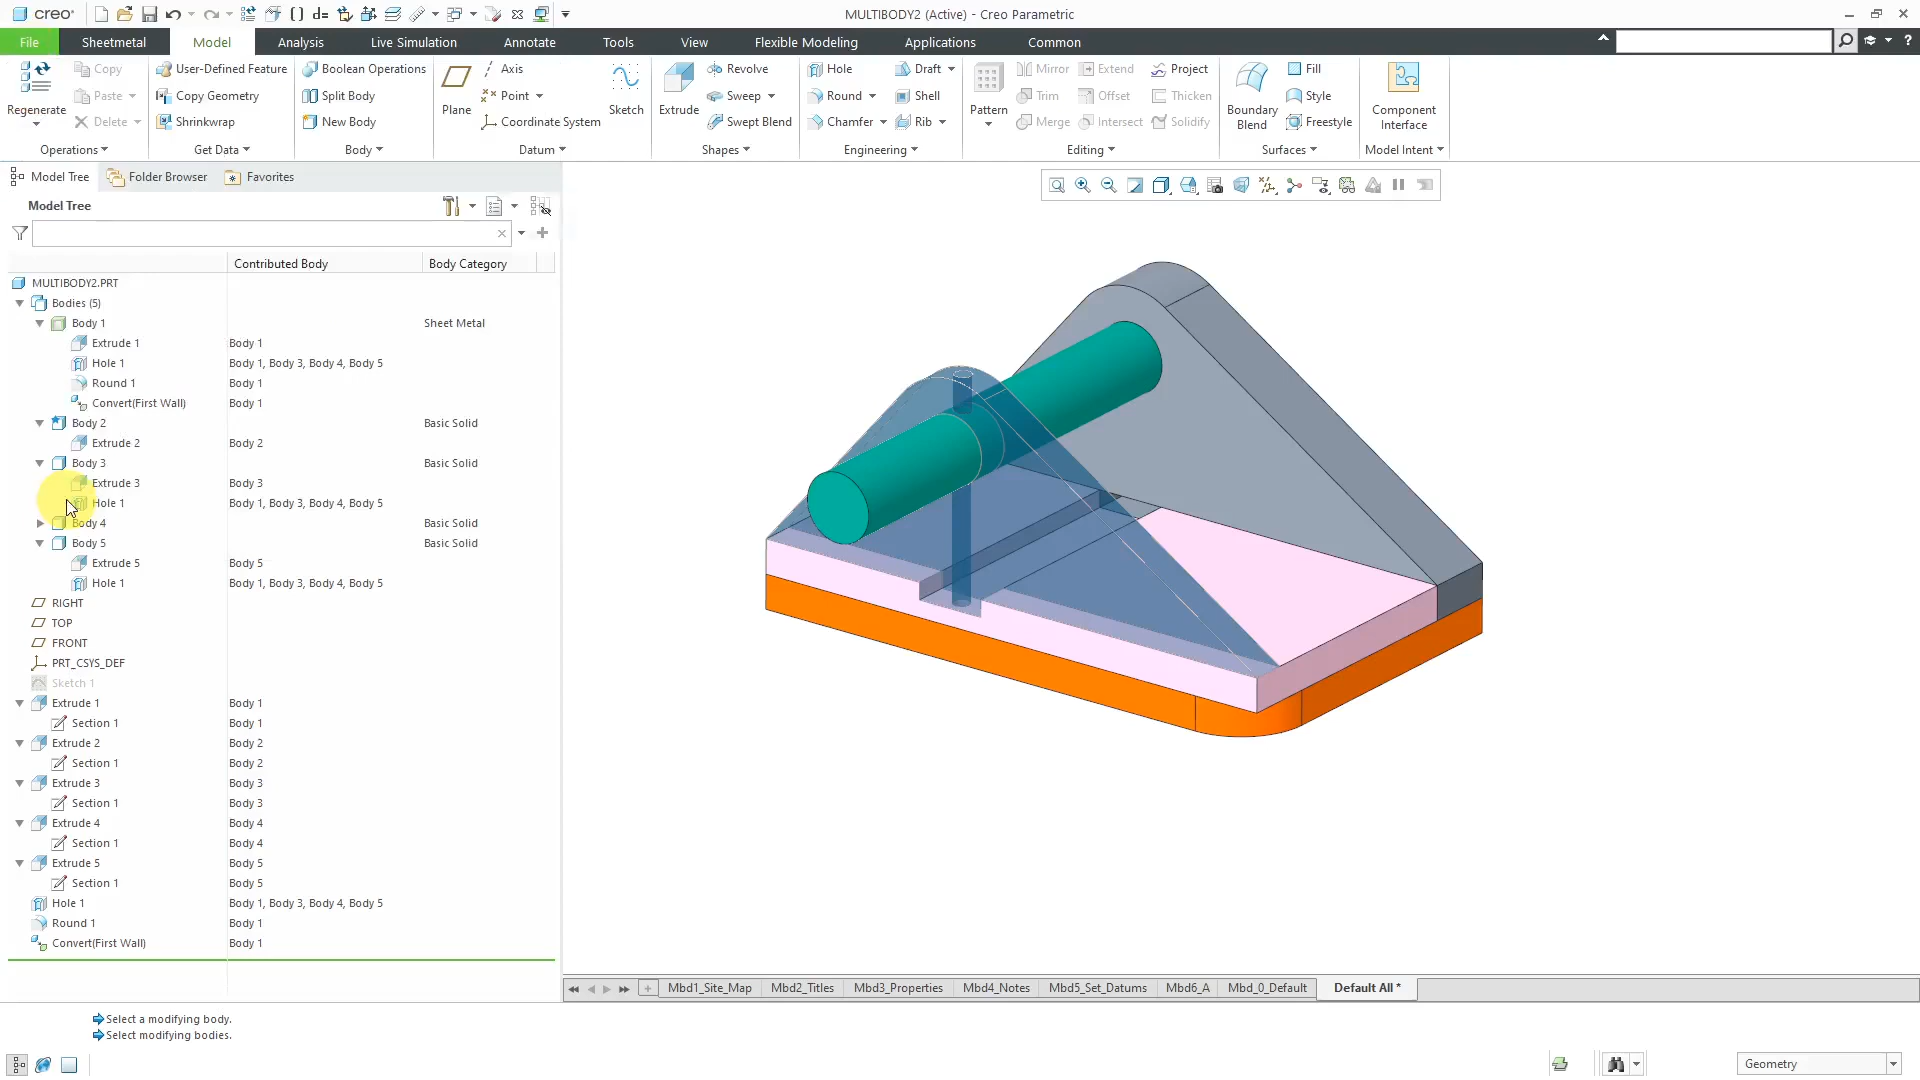 creo
MULTIBODY2 (Active) - Creo Parametric
File Sheetmetal Model Analysis Live Simulation Annotate Tools View Flexible Modeling Applications Common
Regenerate
Copy
Paste
Delete
Operations
User-Defined Feature
Copy Geometry
Shrinkwrap
Get Data
Boolean Operations
Split Body
New Body
Body
Plane
Axis
Point
Coordinate System
Sketch
Datum
Extrude
Revolve
Sweep
Swept Blend
Shapes
Hole
Round
Chamfer
Draft
Shell
Rib
Engineering
Pattern
Mirror
Trim
Merge
Extend
Offset
Intersect
Project
Thicken
Solidify
Editing
Boundary
Blend
Fill
Style
Freestyle
Surfaces
Component
Interface
Model Intent
Model Tree Folder Browser Favorites
Model Tree
Contributed Body Body Category
MULTIBODY2.PRT
Bodies (5)
Body 1 Sheet Metal
Extrude 1 Body 1
Hole 1 Body 1, Body 3, Body 4, Body 5
Round 1 Body 1
Convert(First Wall) Body 1
Body 2 Basic Solid
Extrude 2 Body 2
Body 3 Basic Solid
Extrude 3 Body 3
Hole 1 Body 1, Body 3, Body 4, Body 5
Body 4 Basic Solid
Body 5 Basic Solid
Extrude 5 Body 5
Hole 1 Body 1, Body 3, Body 4, Body 5
RIGHT
TOP
FRONT
PRT_CSYS_DEF
Sketch 1
Extrude 1 Body 1
Section 1 Body 1
Extrude 2 Body 2
Section 1 Body 2
Extrude 3 Body 3
Section 1 Body 3
Extrude 4 Body 4
Section 1 Body 4
Extrude 5 Body 5
Section 1 Body 5
Hole 1 Body 1, Body 3, Body 4, Body 5
Round 1 Body 1
Convert(First Wall) Body 1
Mbd1_Site_Map Mbd2_Titles Mbd3_Properties Mbd4_Notes Mbd5_Set_Datums Mbd6_A Mbd_0_Default Default All *
Select a modifying body.
Select modifying bodies.
Geometry